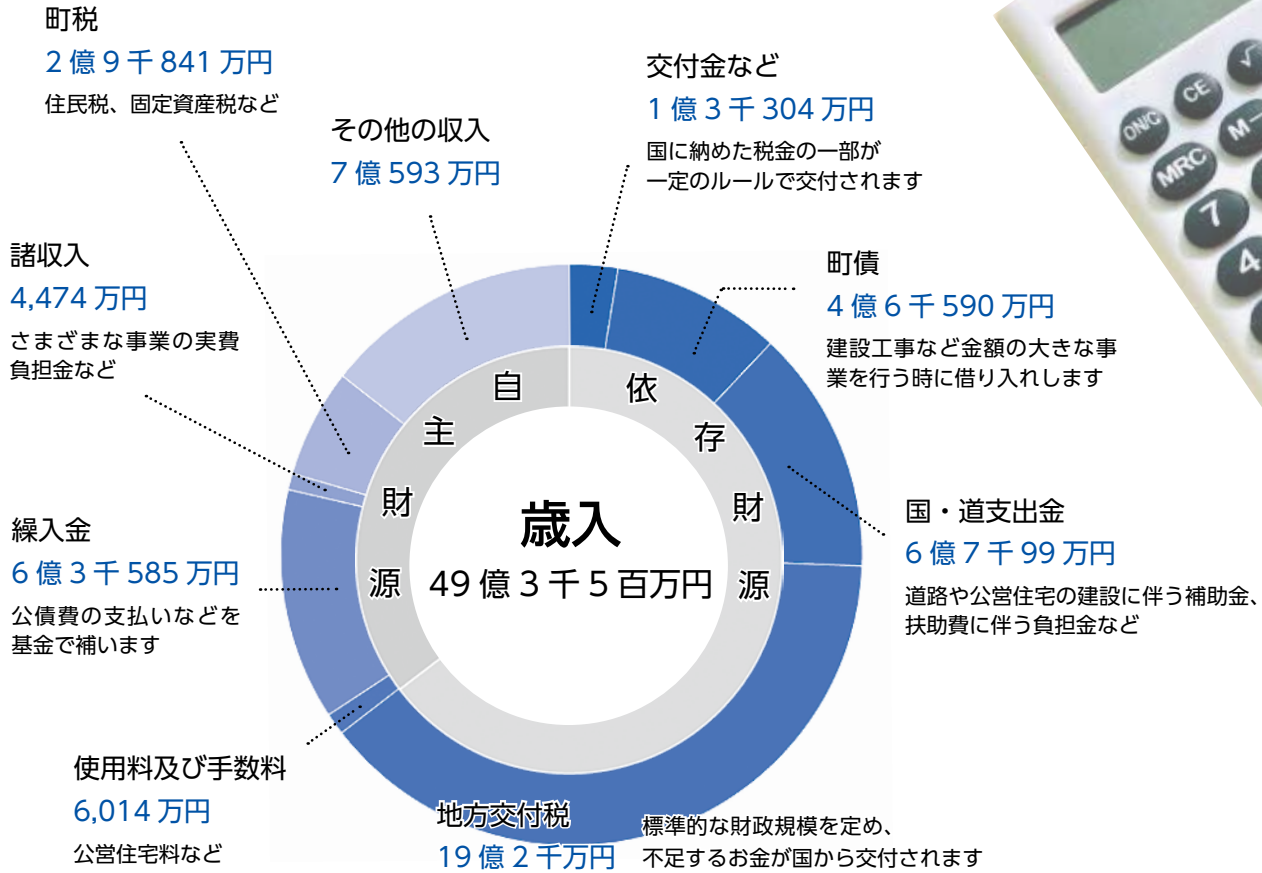 町税
2億9千841万円
住民税、固定資産税など
その他の収入
7億593万円
交付金など
1億3千304万円
国に納めた税金の一部が
一定のルールで交付されます
諸収入
4,474万円
さまざまな事業の実費
負担金など
町債
4億6千590万円
建設工事など金額の大きな事
業を行う時に借り入れします
繰入金
6億3千585万円
公債費の支払いなどを
基金で補います
国・道支出金
6億7千99万円
道路や公営住宅の建設に伴う補助金、
扶助費に伴う負担金など
使用料及び手数料
6,014万円
公営住宅料など
地方交付税
19億2千万円
標準的な財政規模を定め、
不足するお金が国から交付されます
自主財源
依存財源
歳入
49億3千5百万円
ON/C
CE
√
MRC
M−
7
4